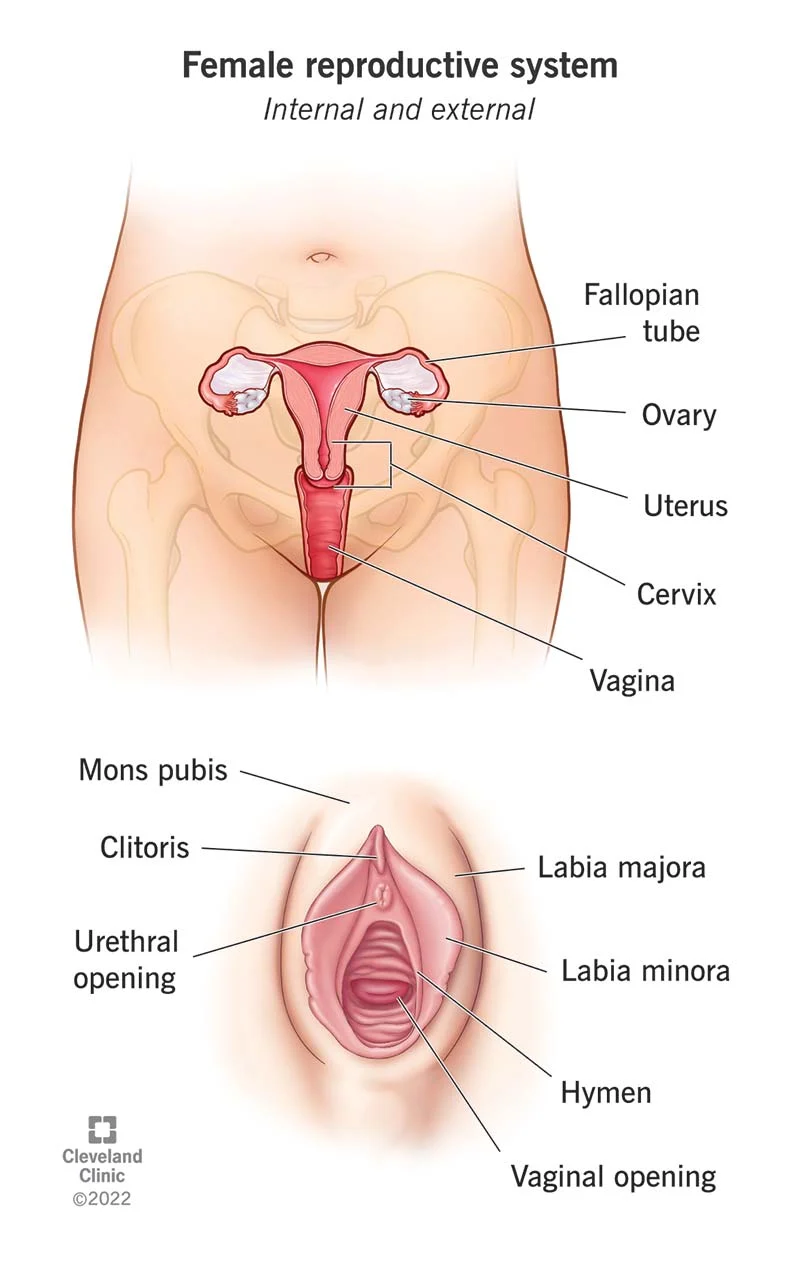 Female reproductive system
Internal and external
Fallopian
tube
Ovary
Uterus
Cervix
Vagina
Mons pubis
Clitoris
Labia majora
Urethral
opening
Labia minora
Hymen
Vaginal opening
Cleveland
Clinic
©2022